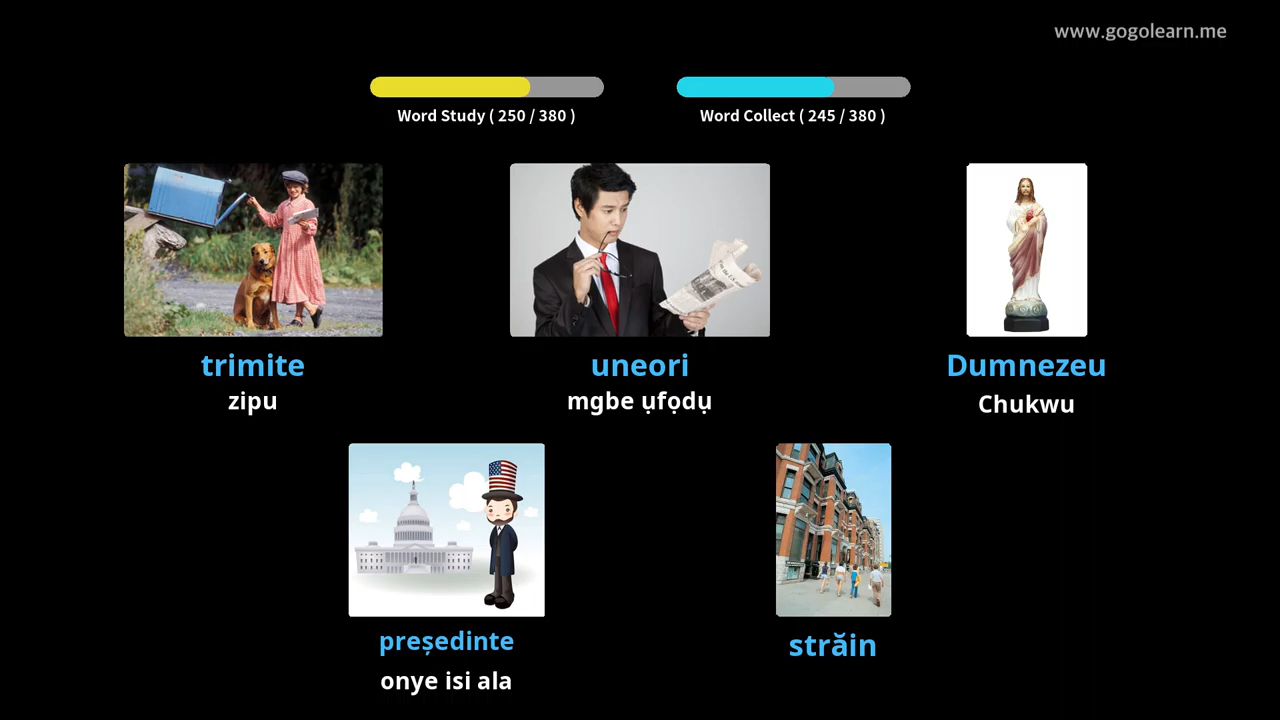 www.gogolearn.me
Word Study ( 250 / 380 )
Word Collect ( 245 / 380 )
trimite
zipu
uneori
mgbe ụfọdụ
Dumnezeu
Chukwu
președinte
onye isi ala
străin